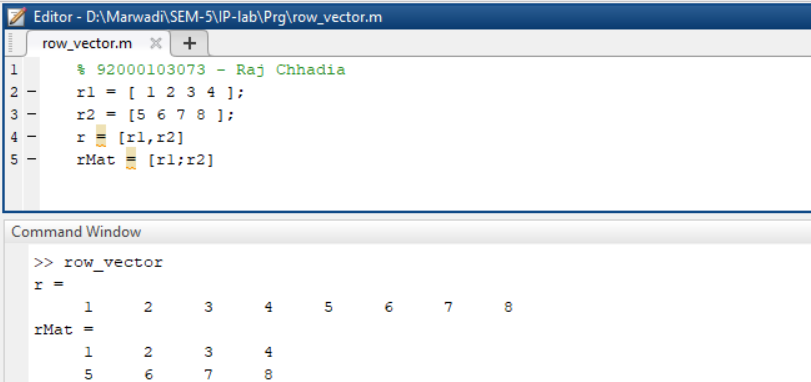 Editor - D:\Marwadi\SEM-5\IP-lab\Prg\row_vector.m
row_vector.m × +
1 % 92000103073 - Raj Chhadia
2 - r1 = [ 1 2 3 4 ];
3 - r2 = [5 6 7 8 ];
4 - r = [r1,r2]
5 - rMat = [r1;r2]
Command Window
>> row_vector
r =
1 2 3 4 5 6 7 8
rMat =
1 2 3 4
5 6 7 8